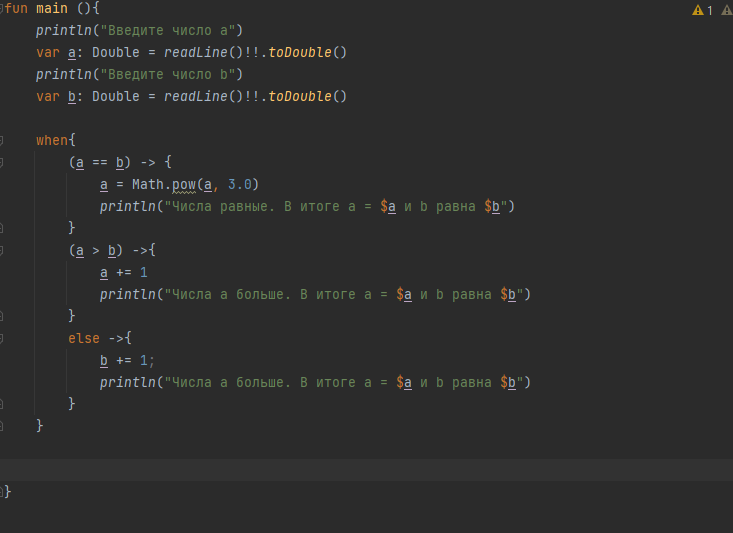 fun main (){
println("Введите число a")
var a: Double = readLine()!!.toDouble()
println("Введите число b")
var b: Double = readLine()!!.toDouble()
when{
(a == b) -> {
a = Math.pow(a, 3.0)
println("Числа равные. В итоге a = $a и b равна $b")
}
(a > b) ->{
a += 1
println("Числа a больше. В итоге a = $a и b равна $b")
}
else ->{
b += 1;
println("Числа a больше. В итоге a = $a и b равна $b")
}
}
}
1